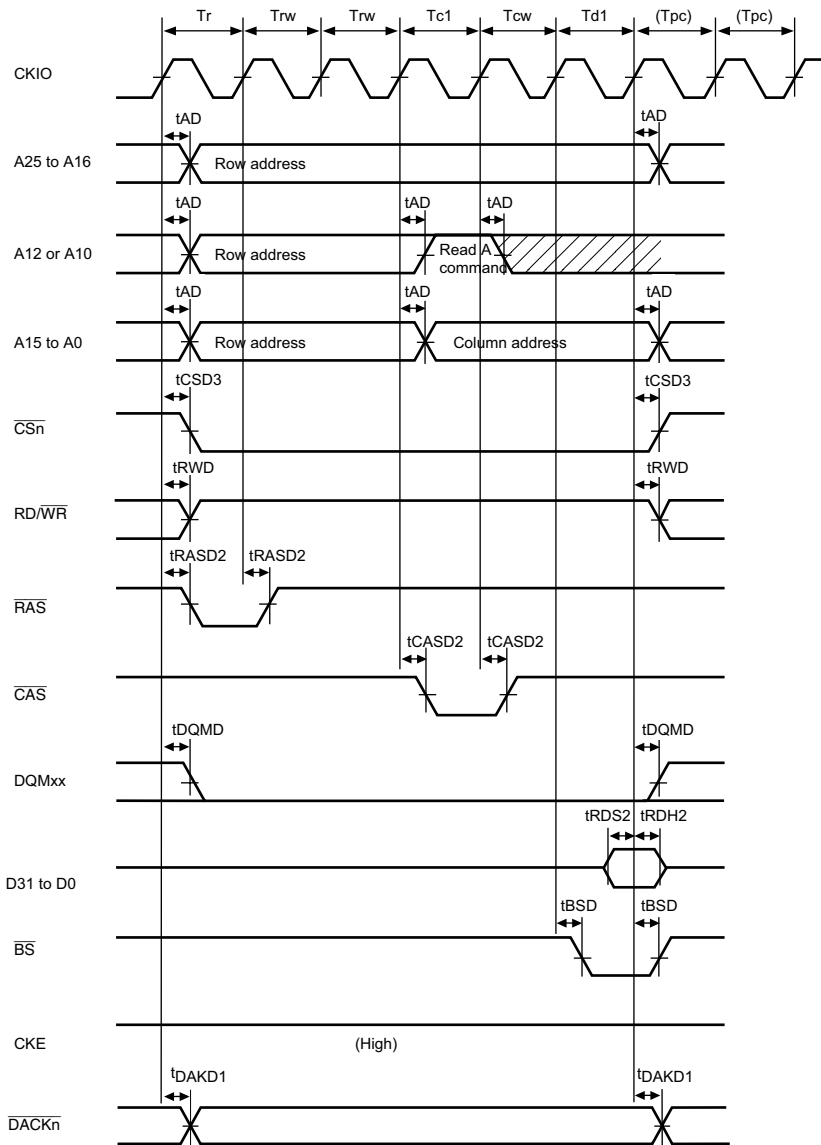 Tr Trw Trw Tc1 Tcw Td1 (Tpc) (Tpc)
CKIO
tAD tAD
A25 to A16 Row address
tAD tAD tAD
A12 or A10 Row address Read A command
tAD tAD tAD
A15 to A0 Row address Column address
tCSD3 tCSD3
CSn
tRWD tRWD
RD/WR
tRASD2 tRASD2
RAS
tCASD2 tCASD2
CAS
tDQMD tDQMD
DQMxx
tRDS2 tRDH2
D31 to D0
tBSD tBSD
BS
CKE (High)
tDAKD1 tDAKD1
DACKn